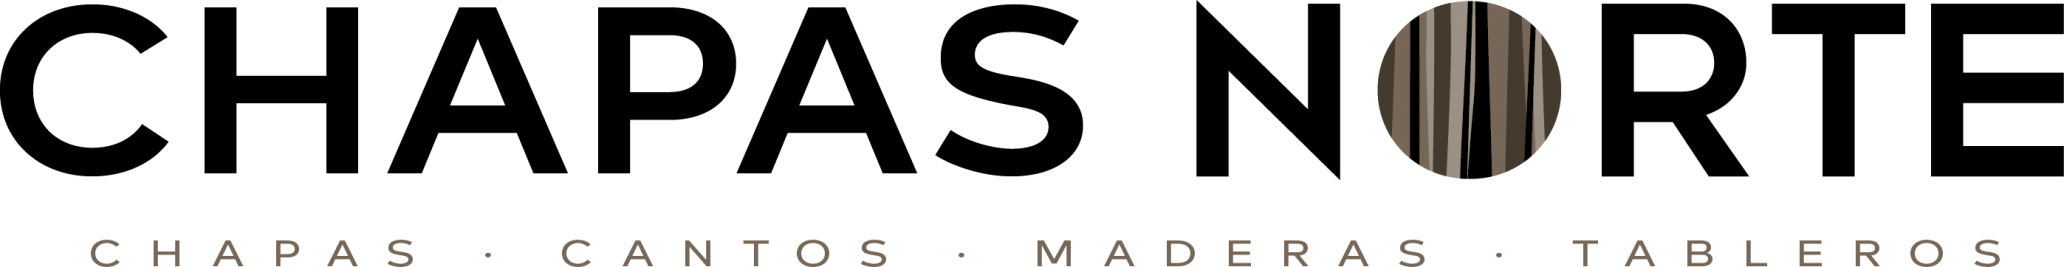 CHAPAS NORTE
CHAPAS · CANTOS · MADERAS · TABLEROS